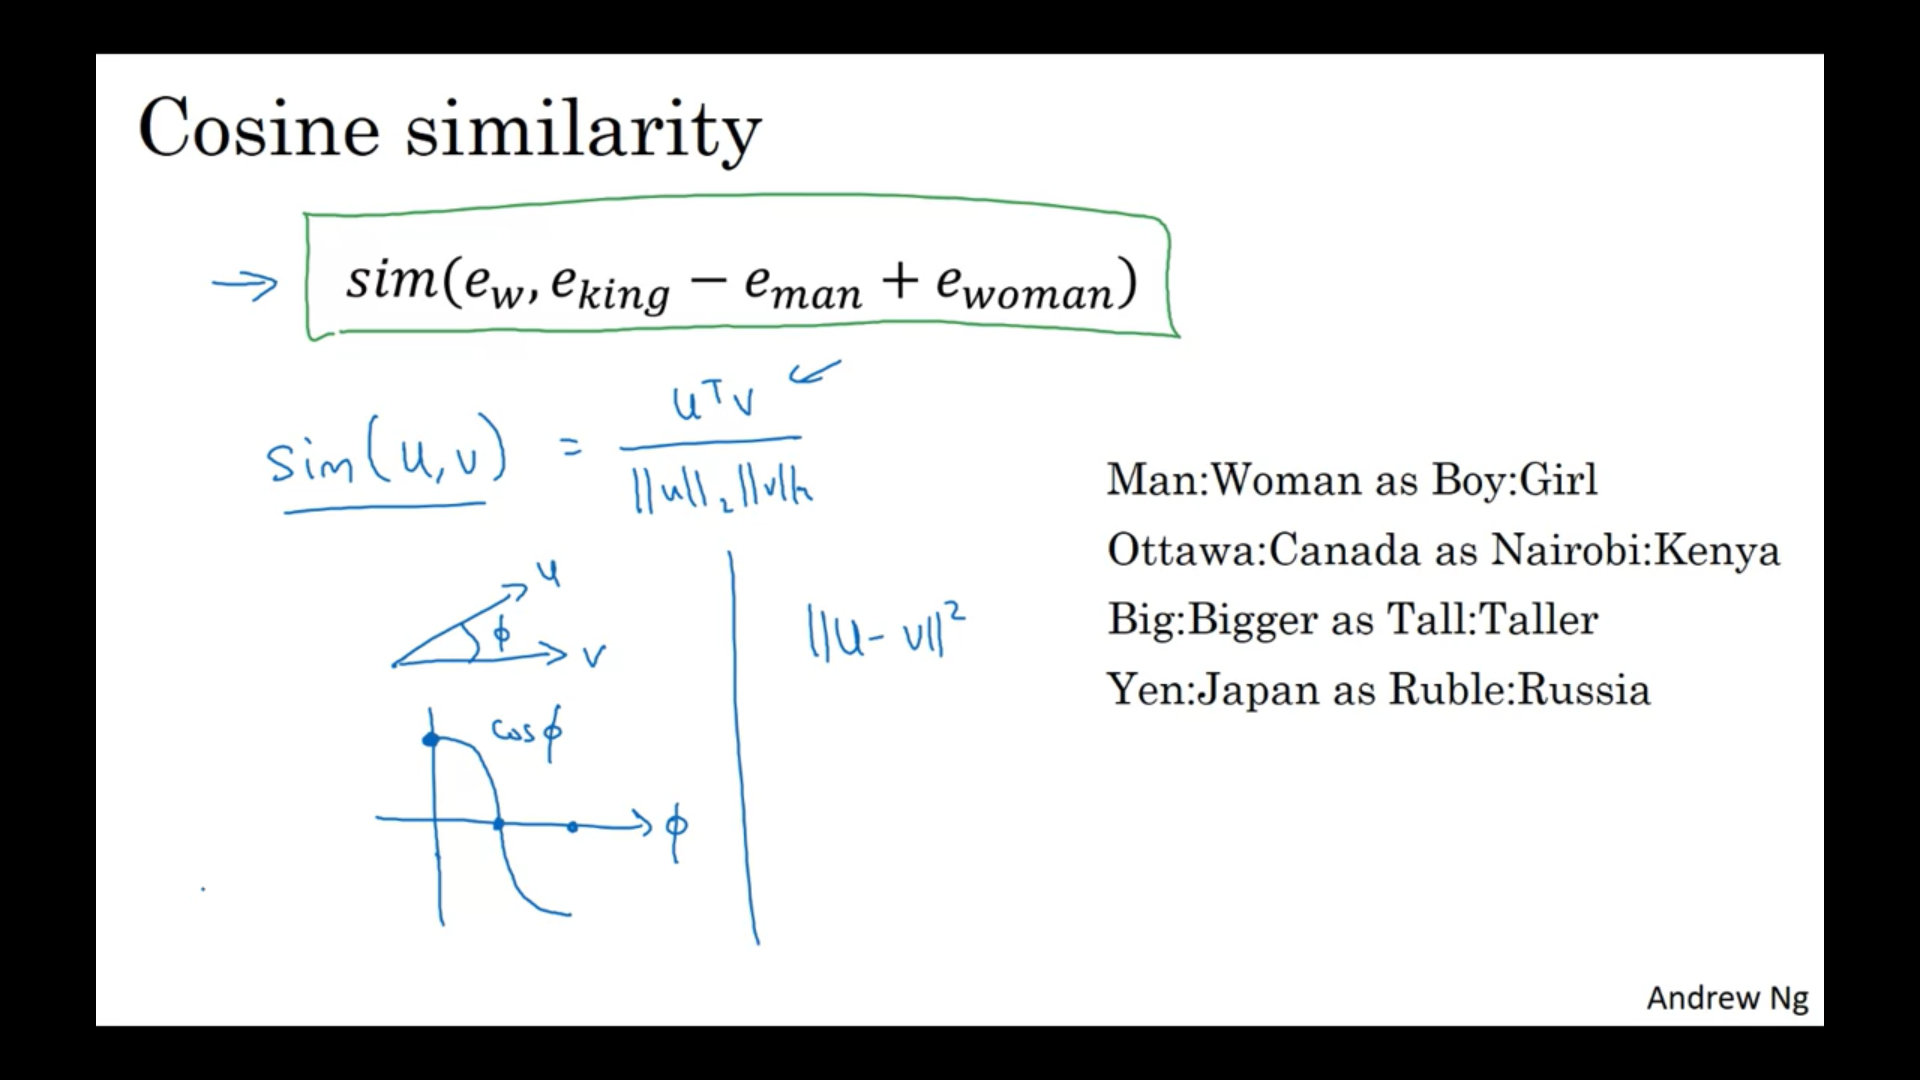 Cosine similarity
→ sim(e_w, e_king − e_man + e_woman)
sim(u,v) = u^T v / ||u||_2 ||v||_2
u
ϕ
v
cos ϕ
ϕ
||u - v||^2
Man:Woman as Boy:Girl
Ottawa:Canada as Nairobi:Kenya
Big:Bigger as Tall:Taller
Yen:Japan as Ruble:Russia
Andrew Ng